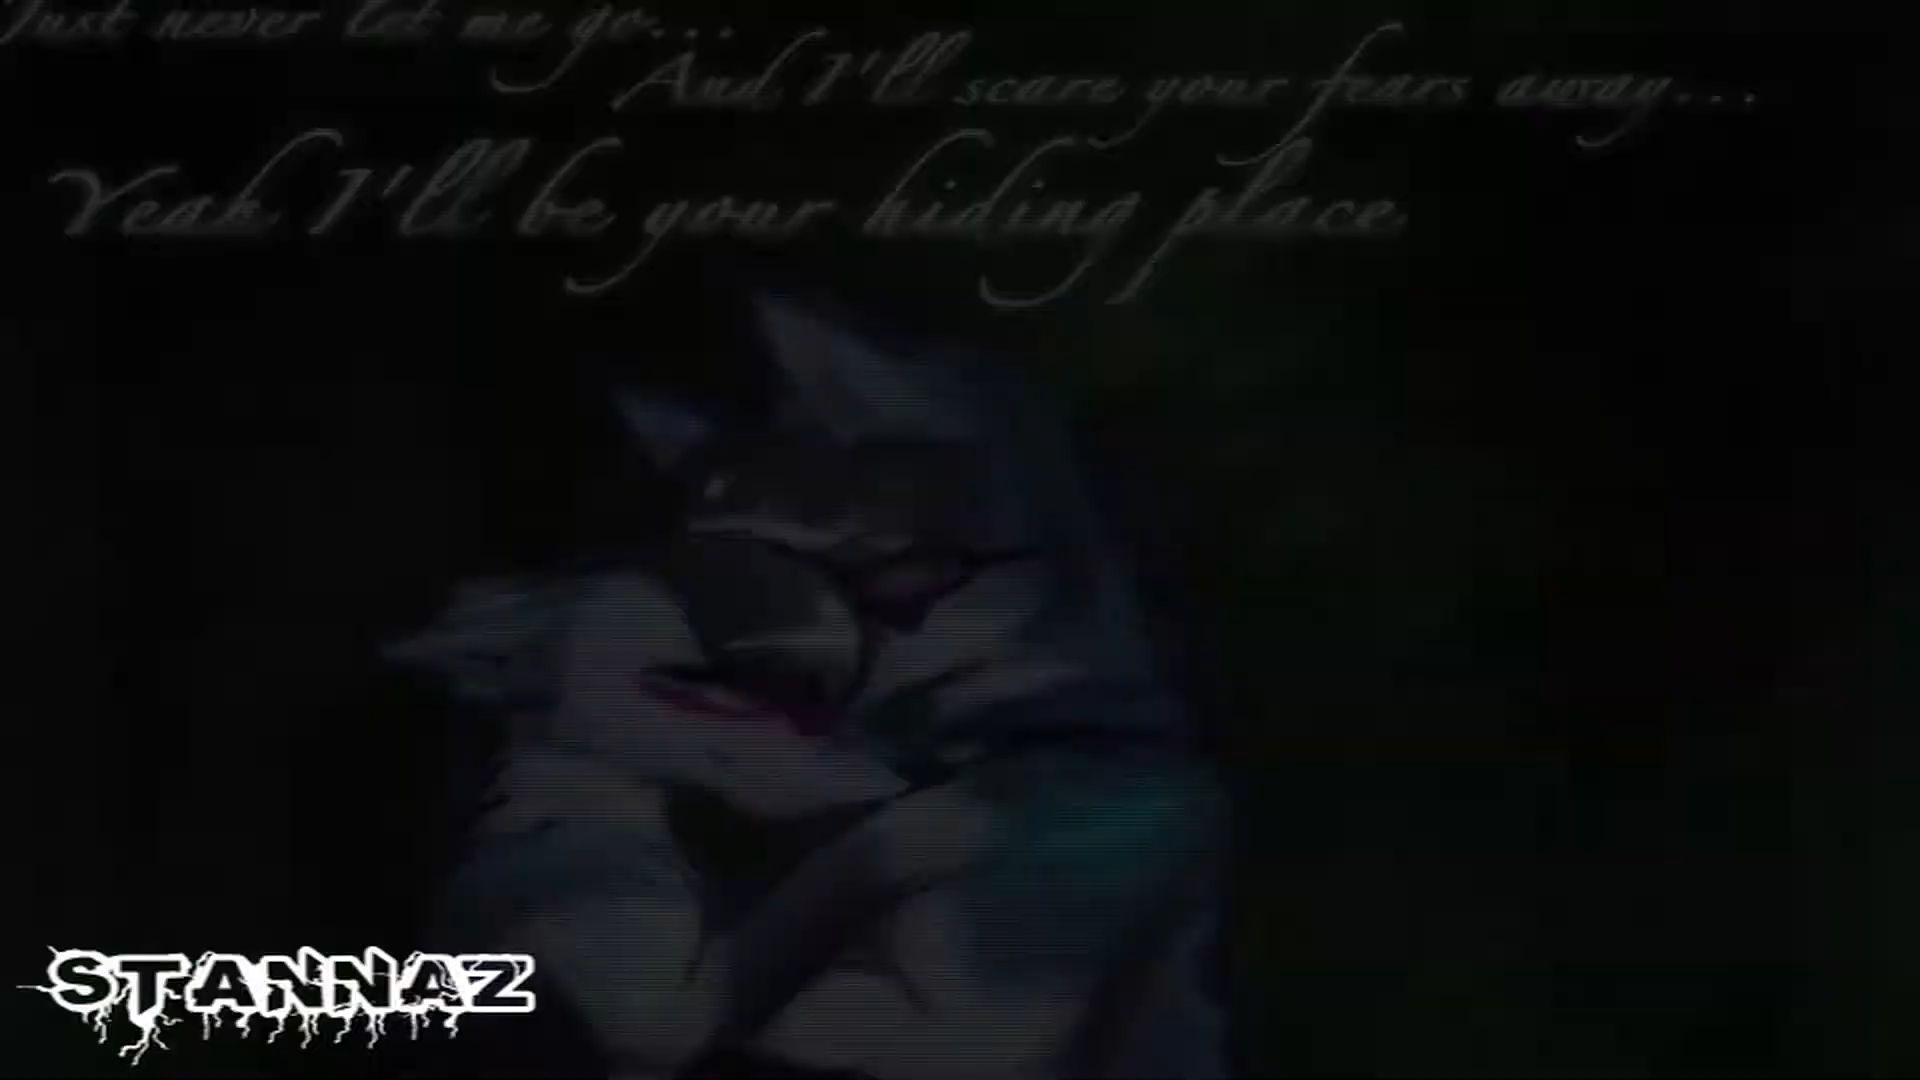 Just never let me go...
And I'll scare your fears away...
Yeah I'll be your hiding place
STANNAZ